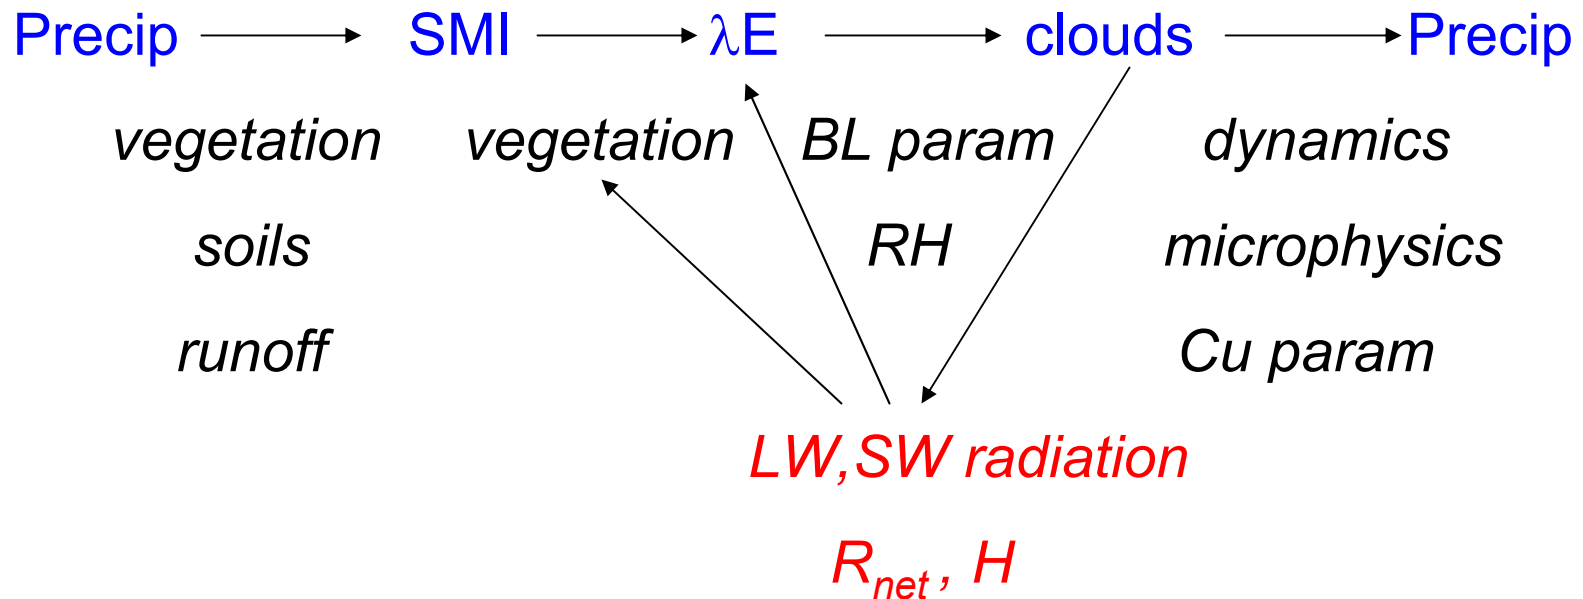 Precip SMI λE clouds Precip
vegetation vegetation BL param dynamics
soils RH microphysics
runoff Cu param
LW,SW radiation
Rnet , H